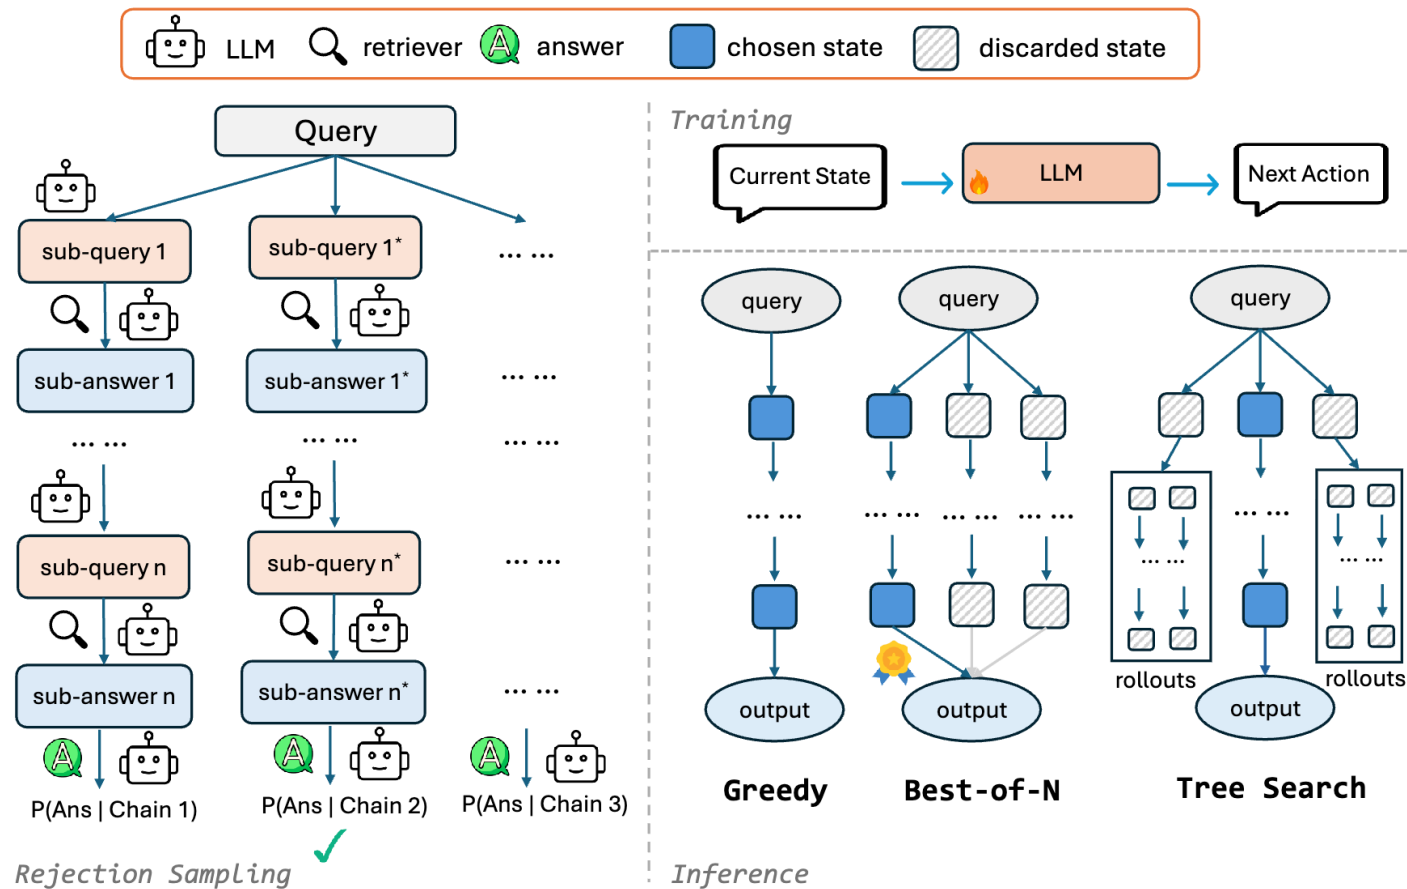 LLM
retriever
answer
chosen state
discarded state
Query
sub-query 1
sub-query 1*
... ...
sub-answer 1
sub-answer 1*
... ...
... ...
... ...
... ...
sub-query n
sub-query n*
... ...
sub-answer n
sub-answer n*
... ...
A
A
A
P(Ans | Chain 1)
P(Ans | Chain 2)
P(Ans | Chain 3)
Rejection Sampling
Training
Current State
LLM
Next Action
query
... ...
output
Greedy
query
... ...
... ...
... ...
output
Best-of-N
query
... ...
... ...
... ...
rollouts
rollouts
output
Tree Search
Inference